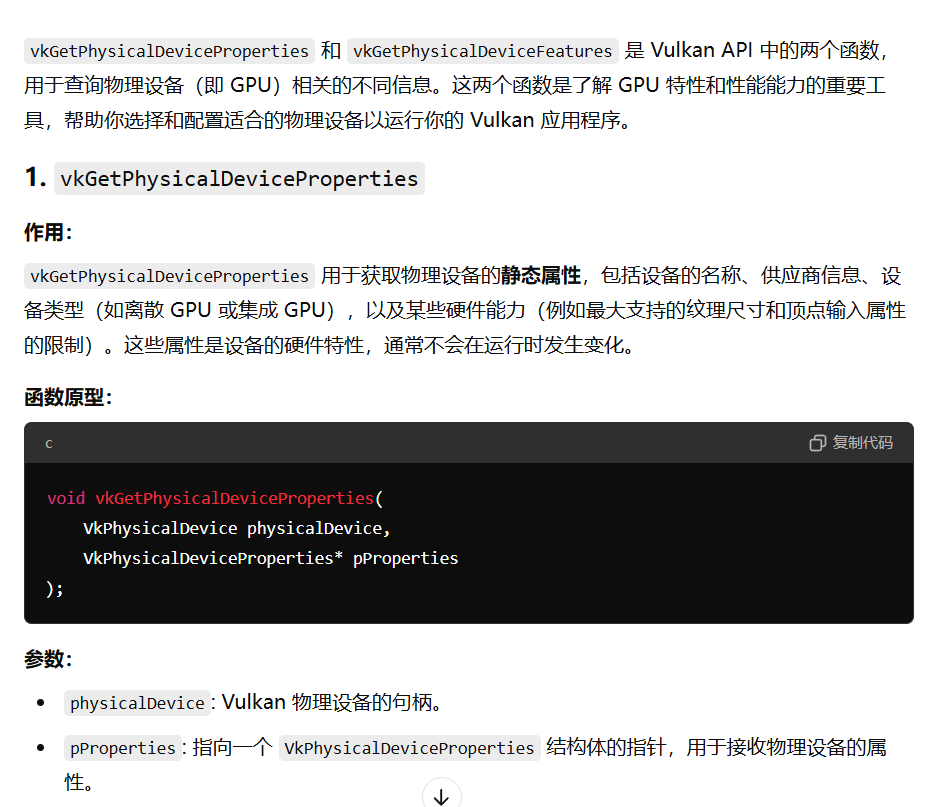 vkGetPhysicalDeviceProperties 和 vkGetPhysicalDeviceFeatures 是 Vulkan API 中的两个函数，
用于查询物理设备（即 GPU）相关的不同信息。这两个函数是了解 GPU 特性和性能能力的重要工
具，帮助你选择和配置适合的物理设备以运行你的 Vulkan 应用程序。
1. vkGetPhysicalDeviceProperties
作用：
vkGetPhysicalDeviceProperties 用于获取物理设备的静态属性，包括设备的名称、供应商信息、设
备类型（如离散 GPU 或集成 GPU），以及某些硬件能力（例如最大支持的纹理尺寸和顶点输入属性
的限制）。这些属性是设备的硬件特性，通常不会在运行时发生变化。
函数原型：
c 复制代码
void vkGetPhysicalDeviceProperties(
    VkPhysicalDevice physicalDevice,
    VkPhysicalDeviceProperties* pProperties
);
参数：
• physicalDevice: Vulkan 物理设备的句柄。
• pProperties: 指向一个 VkPhysicalDeviceProperties 结构体的指针，用于接收物理设备的属
性。